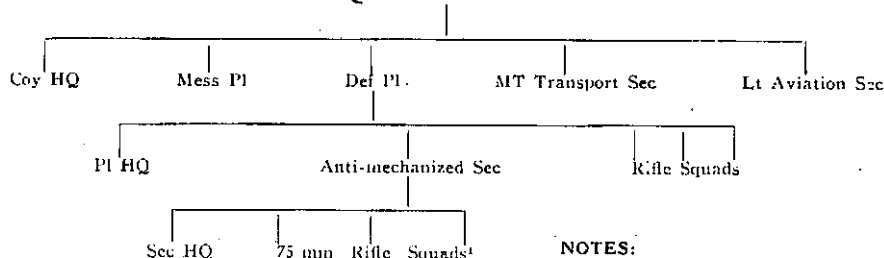 Coy HQ Mess Pl Def Pl. MT Transport Sec Lt Aviation Sec
Pl HQ Anti-mechanized Sec Rifle Squads
Sec HQ 75 mm Rifle Squads¹ NOTES: